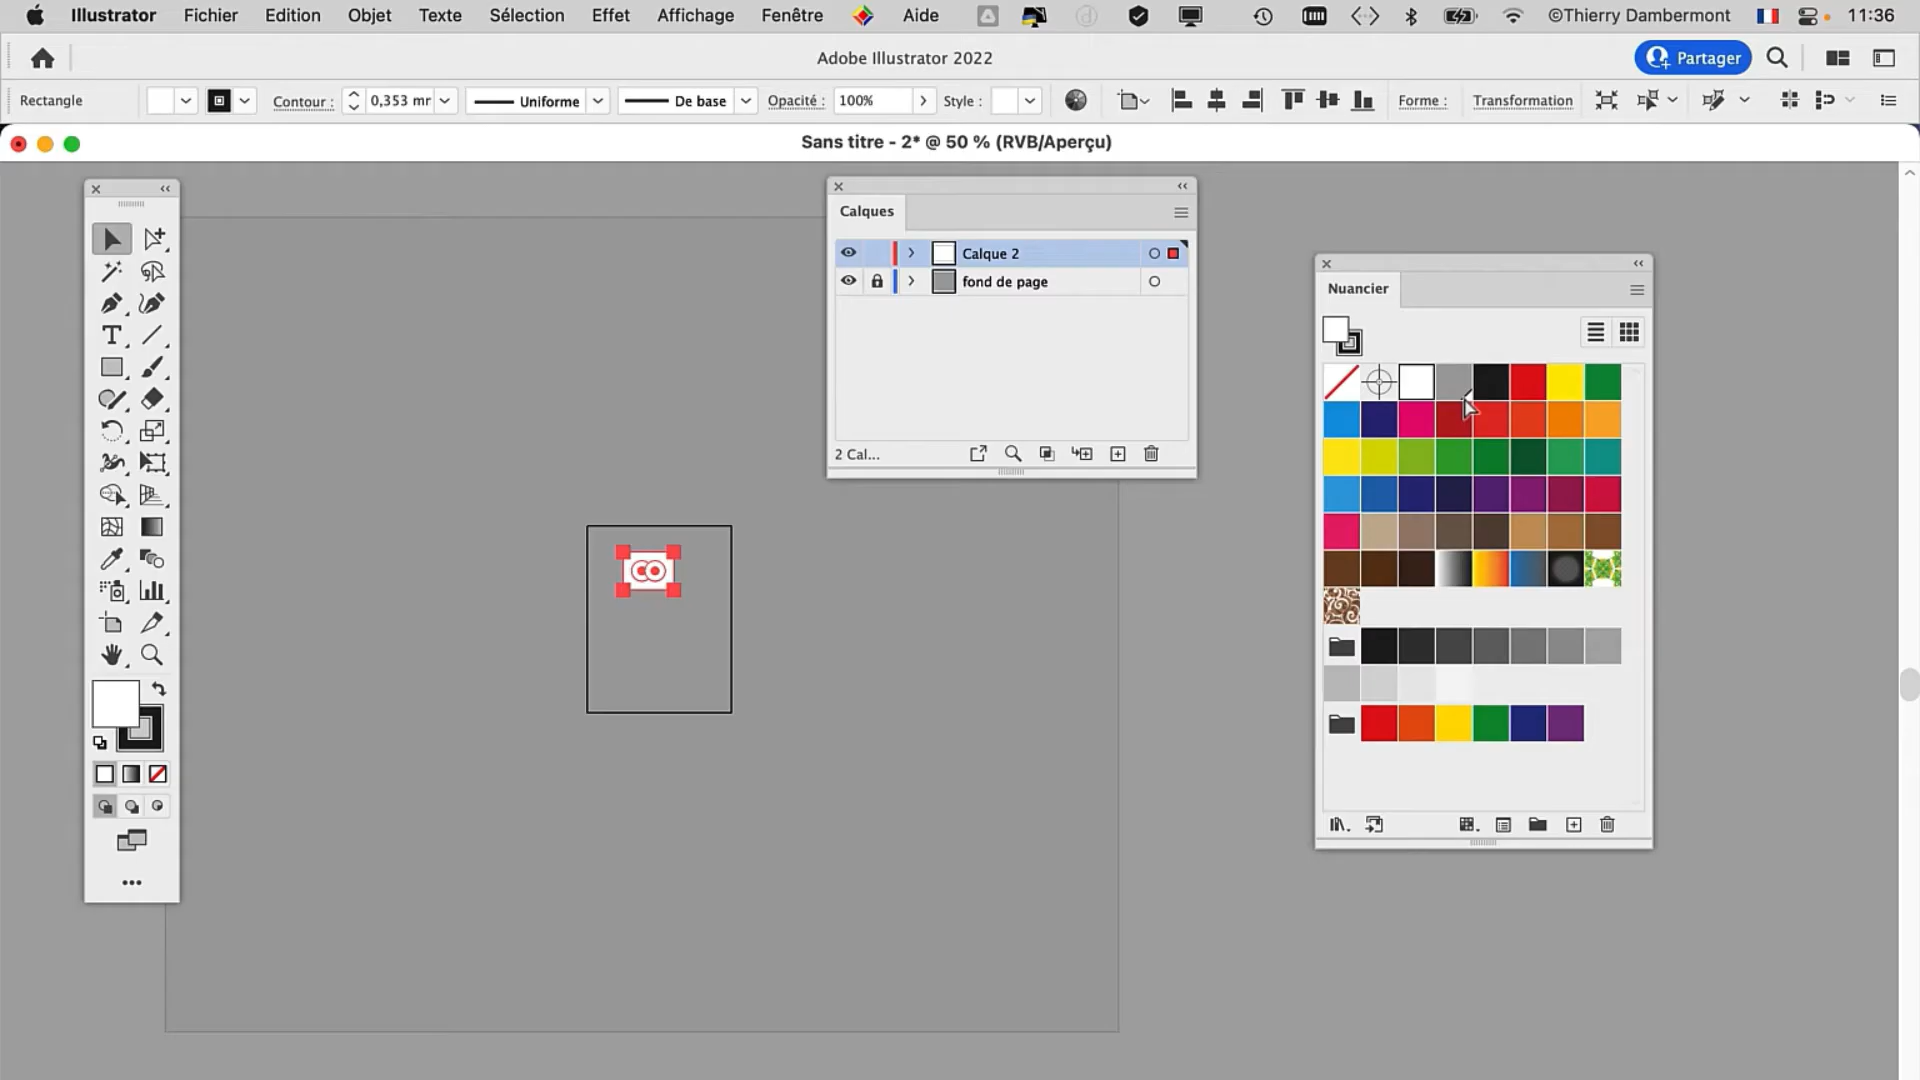 Illustrator Fichier Edition Objet Texte Sélection Effet Affichage Fenêtre Aide ©Thierry Dambermont 11:36
Adobe Illustrator 2022
Partager
Rectangle Contour : 0,353 mr Uniforme De base Opacité : 100% Style : Forme : Transformation
Sans titre - 2* @ 50 % (RVB/Aperçu)
Calques
Calque 2
fond de page
2 Cal...
Nuancier